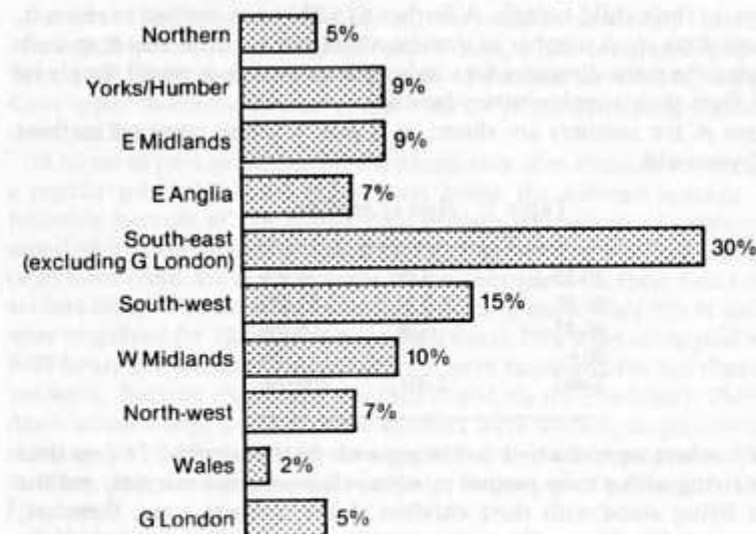 Northern 5%
Yorks/Humber 9%
E Midlands 9%
E Anglia 7%
South-east
(excluding G London) 30%
South-west 15%
W Midlands 10%
North-west 7%
Wales 2%
G London 5%